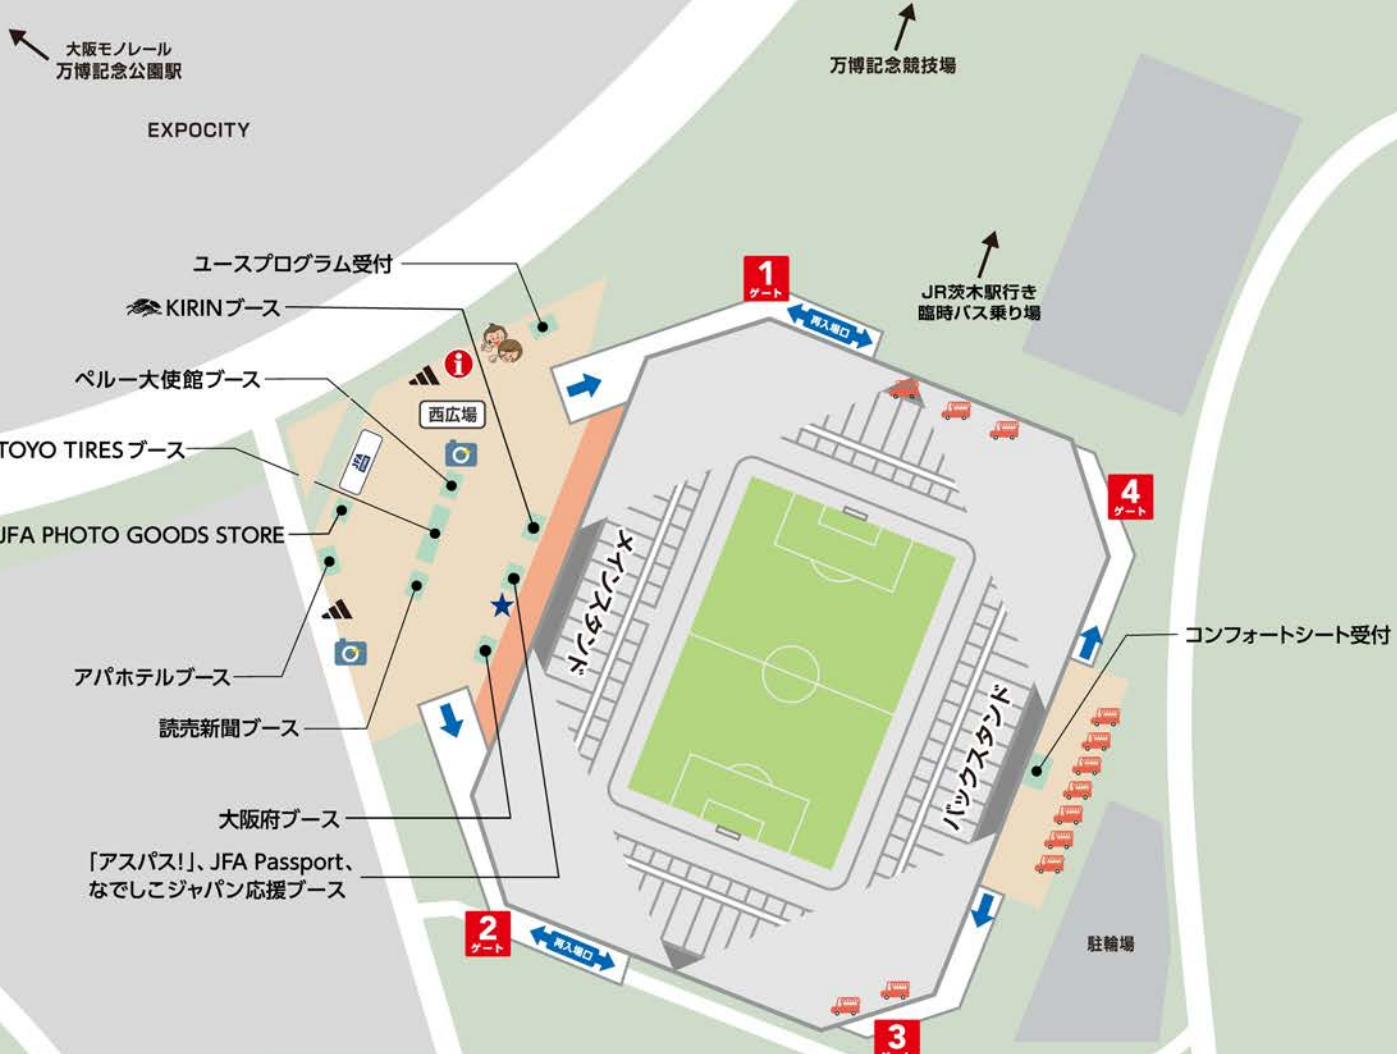 大阪モノレール
万博記念公園駅
EXPOCITY
万博記念競技場
JR茨木駅行き
臨時バス乗り場
ユースプログラム受付
KIRINブース
ペルー大使館ブース
TOYO TIRES ブース
JFA PHOTO GOODS STORE
アパホテルブース
読売新聞ブース
大阪府ブース
「アスパス!」、JFA Passport、
なでしこジャパン応援ブース
i
西広場
JFA
1
ゲート
再入場口
4
ゲート
メインスタンド
バックスタンド
コンフォートシート受付
2
ゲート
再入場口
駐輪場
3
ゲート